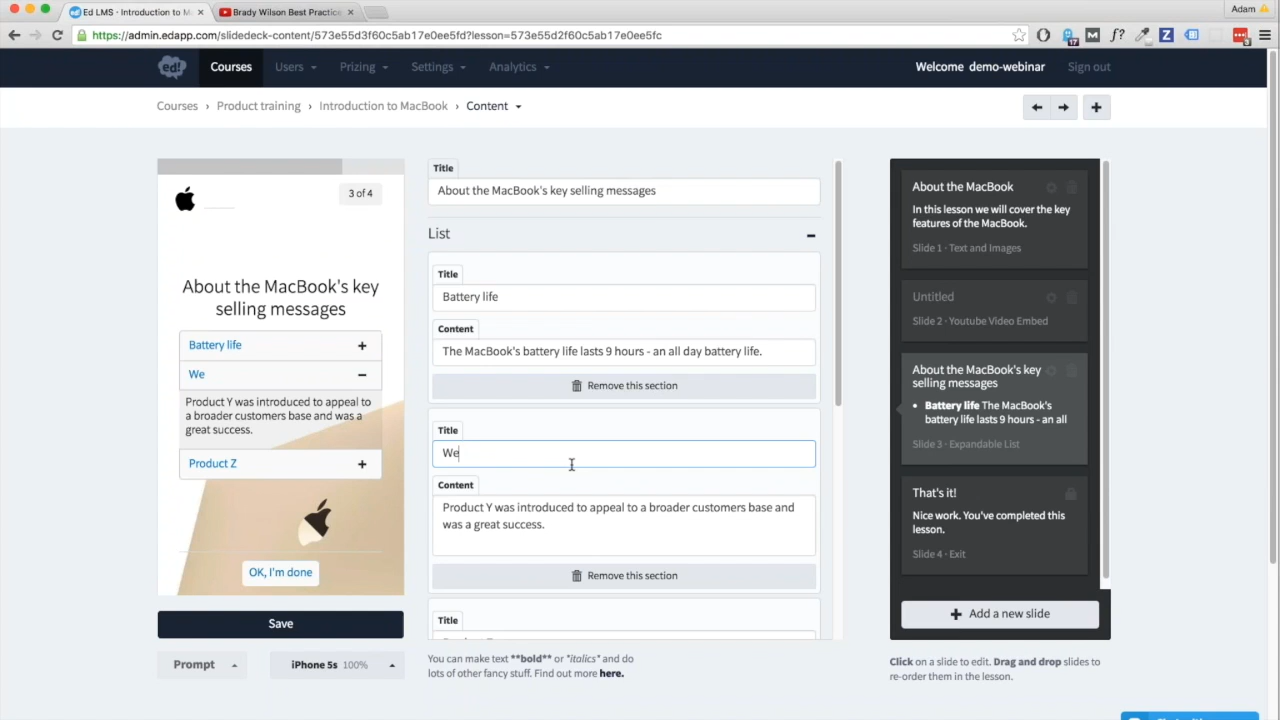 Ed LMS - Introduction to M
Brady Wilson Best Practice
Adam
https://admin.edapp.com/slidedeck-content/573e55d3f60c5ab17e0ee5fd?lesson=573e55d2f60c5ab17e0ee5fc
ed!
Courses
Users
Prizing
Settings
Analytics
Welcome demo-webinar
Sign out
Courses › Product training › Introduction to MacBook › Content
3 of 4
About the MacBook's key
selling messages
Battery life
We
Product Y was introduced to appeal to
a broader customers base and was a
great success.
Product Z
OK, I'm done
Save
Prompt
iPhone 5s 100%
Title
About the MacBook's key selling messages
List
Title
Battery life
Content
The MacBook's battery life lasts 9 hours - an all day battery life.
Remove this section
Title
We
Content
Product Y was introduced to appeal to a broader customers base and
was a great success.
Remove this section
Title
You can make text **bold** or *italics* and do
lots of other fancy stuff. Find out more here.
About the MacBook
In this lesson we will cover the key
features of the MacBook.
Slide 1 · Text and Images
Untitled
Slide 2 · Youtube Video Embed
About the MacBook's key
selling messages
• Battery life The MacBook's
battery life lasts 9 hours - an all
Slide 3 · Expandable List
That's it!
Nice work. You've completed this
lesson.
Slide 4 · Exit
Add a new slide
Click on a slide to edit. Drag and drop slides to
re-order them in the lesson.